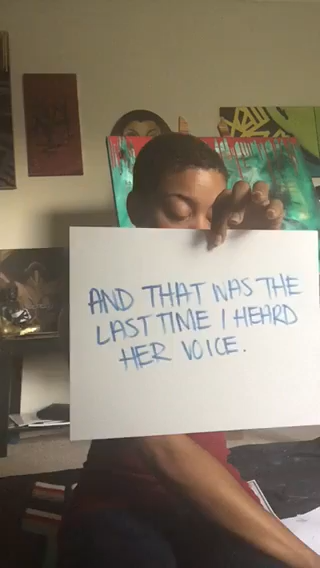 AND THAT WAS THE
LAST TIME I HEARD
HER VOICE.